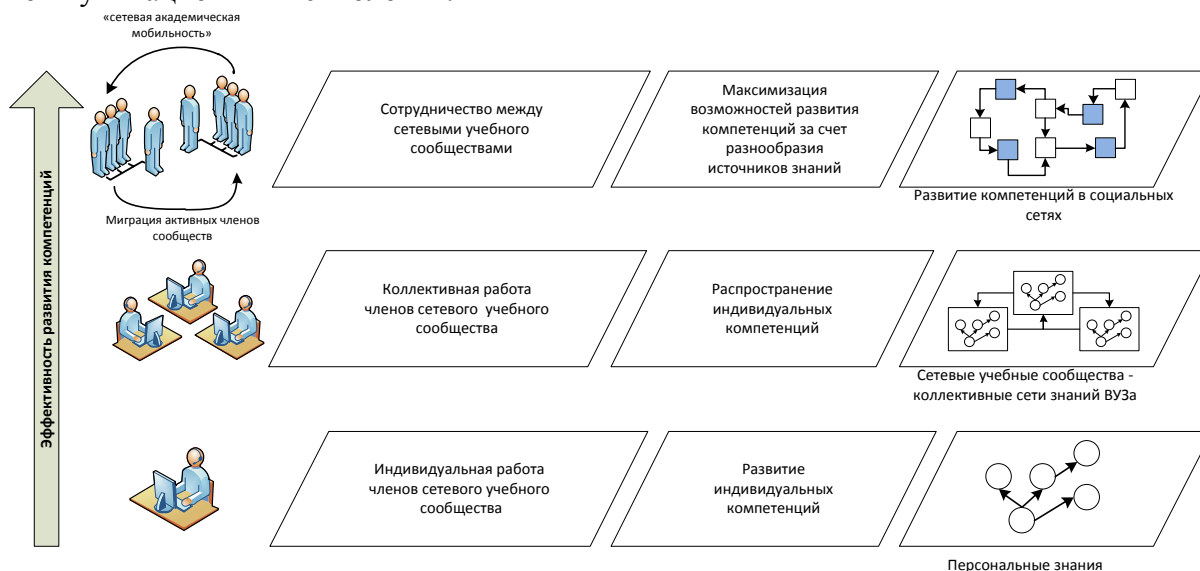 «сетевая академическая
мобильность»
Сотрудничество между
сетевыми учебного
сообществами
Максимизация
возможностей развития
компетенций за счет
разнообразия
источников знаний
Развитие компетенций в социальных
сетях
Миграция активных членов
сообществ
Эффективность развития компетенций
Коллективная работа
членов сетевого учебного
сообщества
Распространение
индивидуальных
компетенций
Сетевые учебные сообщества -
коллективные сети знаний ВУЗа
Индивидуальная работа
членов сетевого учебного
сообщества
Развитие
индивидуальных
компетенций
Персональные знания